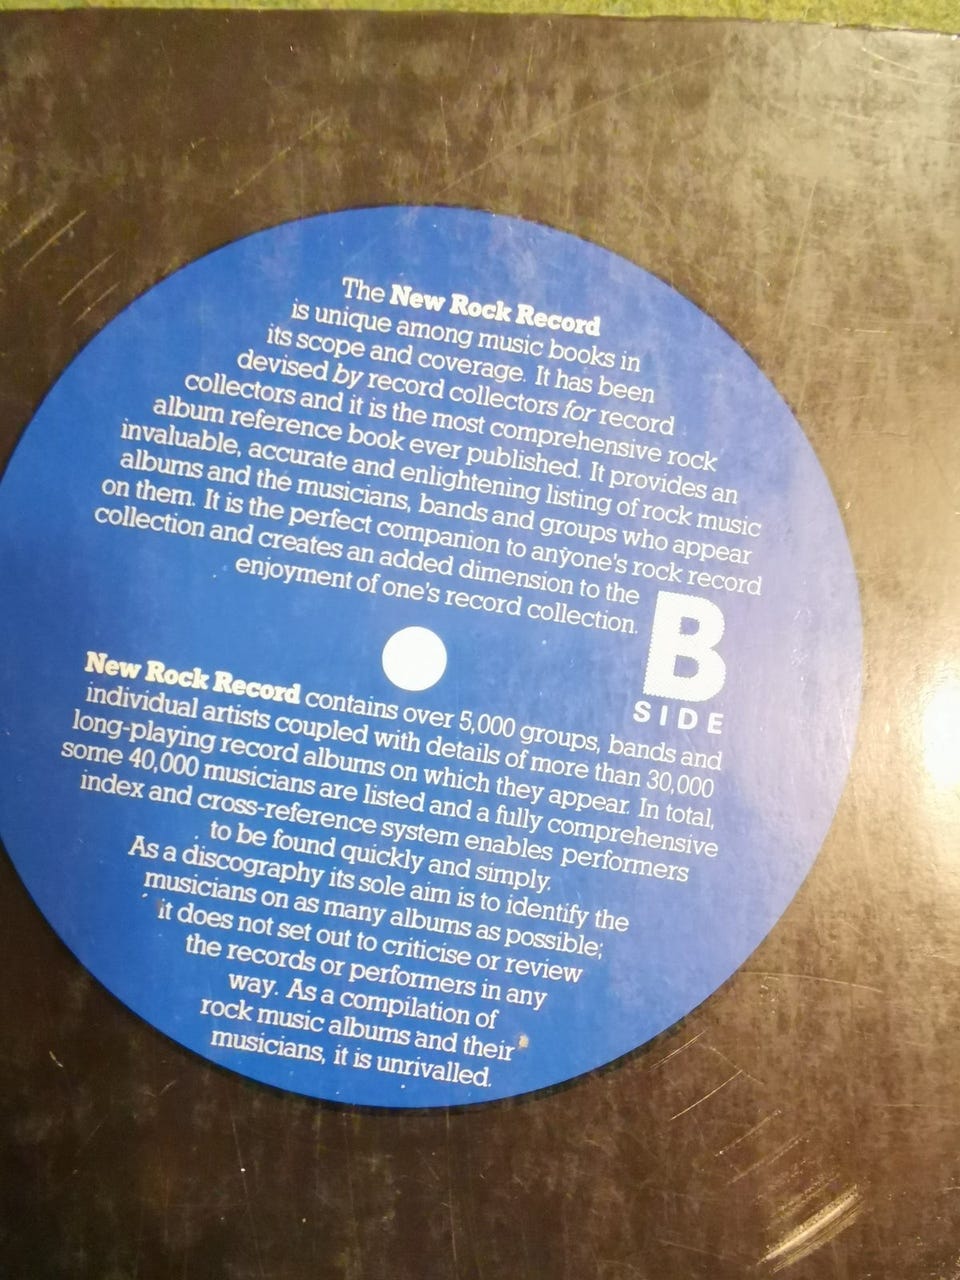 The New Rock Record
is unique among music books in
its scope and coverage. It has been
devised by record collectors for record
collectors and it is the most comprehensive rock
album reference book ever published. It provides an
invaluable, accurate and enlightening listing of rock music
albums and the musicians, bands and groups who appear
on them. It is the perfect companion to anyone's rock record
collection and creates an added dimension to the
enjoyment of one's record collection.
B
SIDE
New Rock Record contains over 5,000 groups, bands and
individual artists coupled with details of more than 30,000
long-playing record albums on which they appear. In total,
some 40,000 musicians are listed and a fully comprehensive
index and cross-reference system enables performers
to be found quickly and simply.
As a discography its sole aim is to identify the
musicians on as many albums as possible;
it does not set out to criticise or review
the records or performers in any
way. As a compilation of
rock music albums and their
musicians, it is unrivalled.